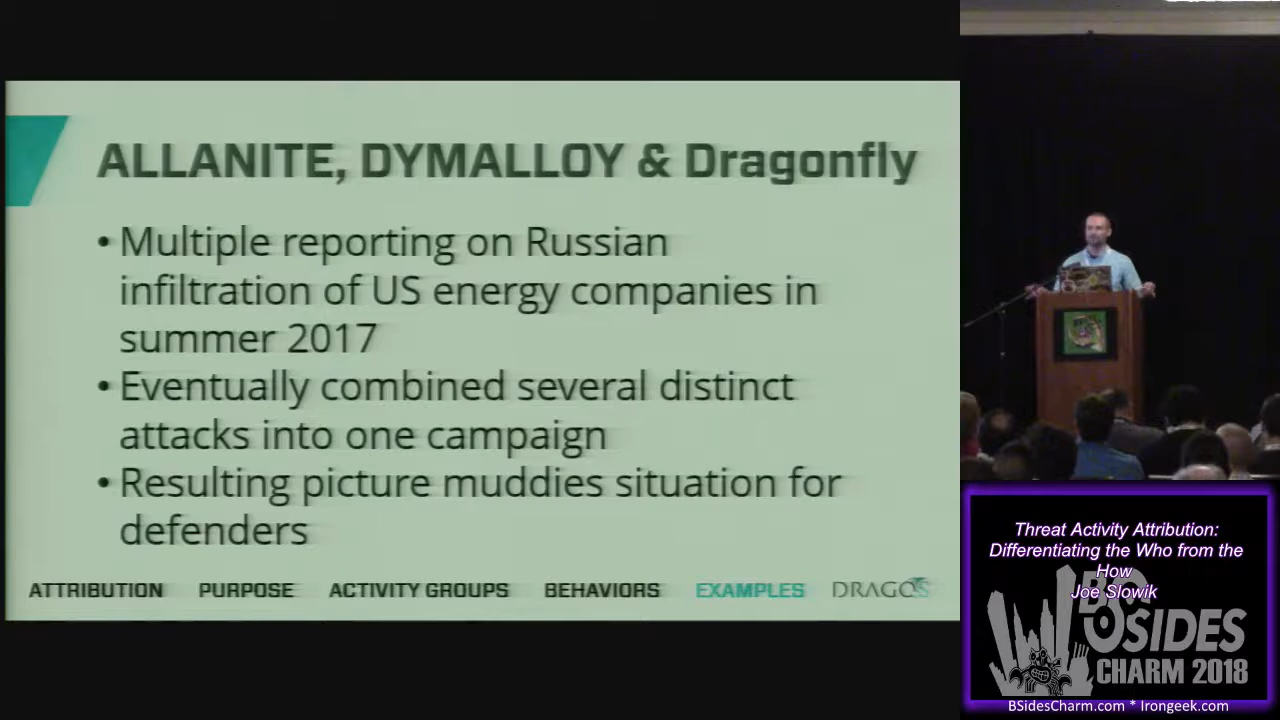 ALLANITE, DYMALLOY & Dragonfly
• Multiple reporting on Russian
infiltration of US energy companies in
summer 2017
• Eventually combined several distinct
attacks into one campaign
• Resulting picture muddies situation for
defenders
ATTRIBUTION PURPOSE ACTIVITY GROUPS BEHAVIORS EXAMPLES DRAGOS
Threat Activity Attribution:
Differentiating the Who from the
How
Joe Slowik
BSIDES
CHARM 2018
BSidesCharm.com * Irongeek.com